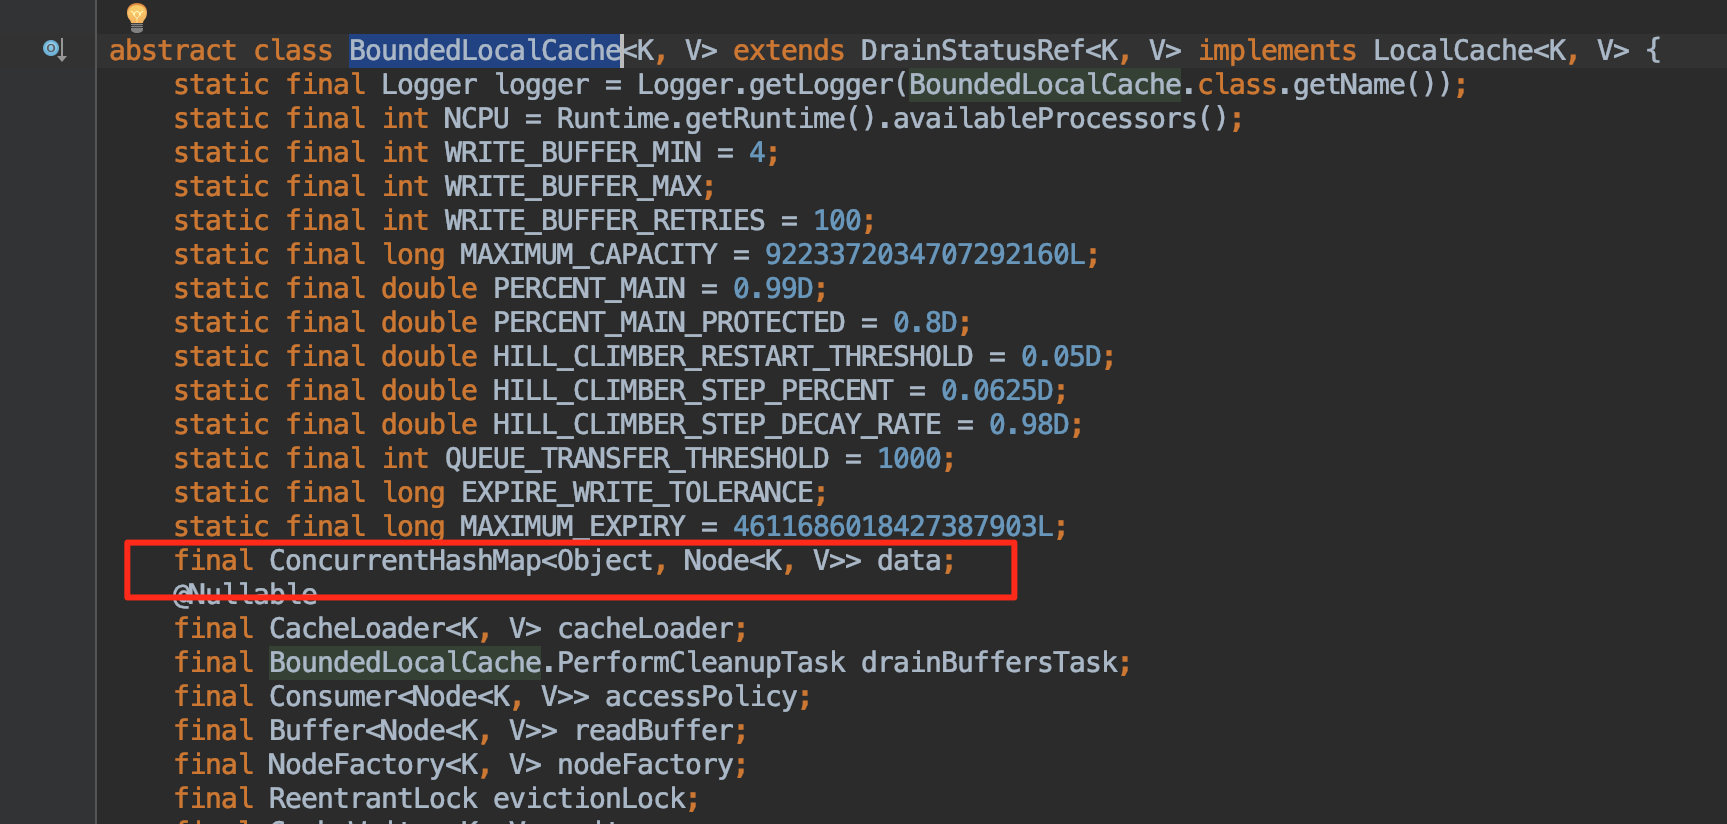 abstract class BoundedLocalCache<K, V> extends DrainStatusRef<K, V> implements LocalCache<K, V> {
static final Logger logger = Logger.getLogger(BoundedLocalCache.class.getName());
static final int NCPU = Runtime.getRuntime().availableProcessors();
static final int WRITE_BUFFER_MIN = 4;
static final int WRITE_BUFFER_MAX;
static final int WRITE_BUFFER_RETRIES = 100;
static final long MAXIMUM_CAPACITY = 9223372034707292160L;
static final double PERCENT_MAIN = 0.99D;
static final double PERCENT_MAIN_PROTECTED = 0.8D;
static final double HILL_CLIMBER_RESTART_THRESHOLD = 0.05D;
static final double HILL_CLIMBER_STEP_PERCENT = 0.0625D;
static final double HILL_CLIMBER_STEP_DECAY_RATE = 0.98D;
static final int QUEUE_TRANSFER_THRESHOLD = 1000;
static final long EXPIRE_WRITE_TOLERANCE;
static final long MAXIMUM_EXPIRY = 4611686018427387903L;
final ConcurrentHashMap<Object, Node<K, V>> data;
@Nullable
final CacheLoader<K, V> cacheLoader;
final BoundedLocalCache.PerformCleanupTask drainBuffersTask;
final Consumer<Node<K, V>> accessPolicy;
final Buffer<Node<K, V>> readBuffer;
final NodeFactory<K, V> nodeFactory;
final ReentrantLock evictionLock;